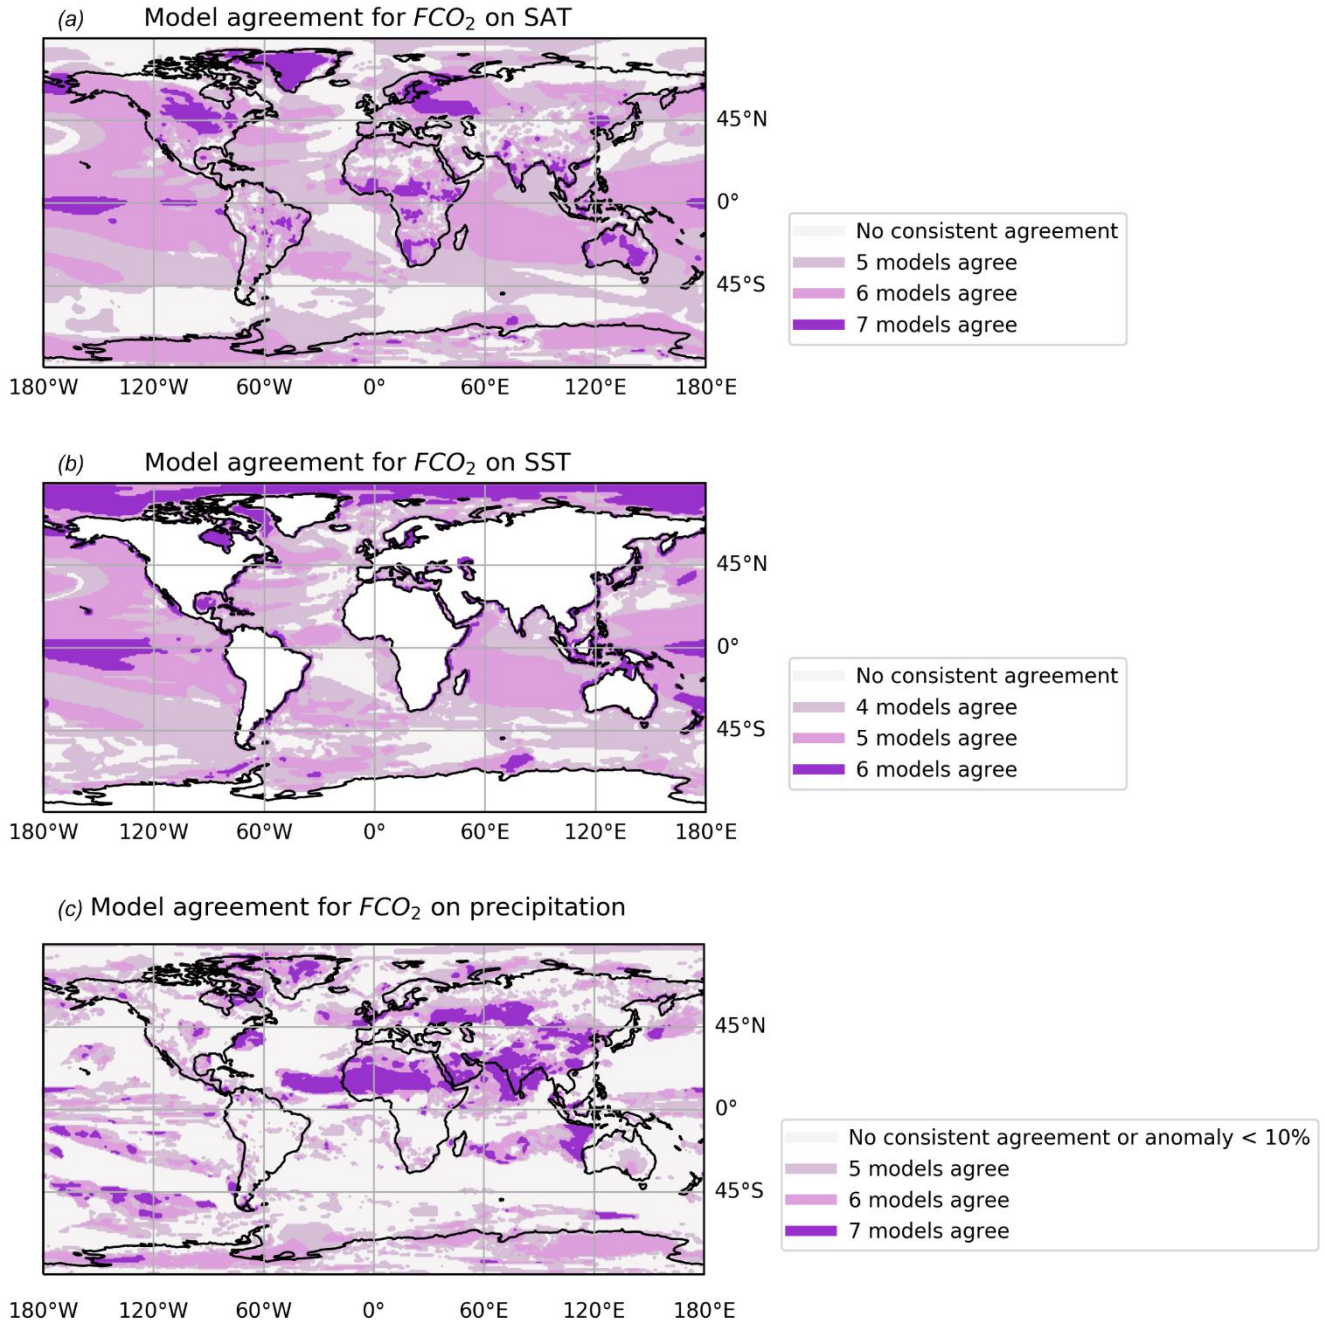 (a) Model agreement for FCO₂ on SAT
45°N
0°
45°S
180°W 120°W 60°W 0° 60°E 120°E 180°E
No consistent agreement
5 models agree
6 models agree
7 models agree
(b) Model agreement for FCO₂ on SST
45°N
0°
45°S
180°W 120°W 60°W 0° 60°E 120°E 180°E
No consistent agreement
4 models agree
5 models agree
6 models agree
(c) Model agreement for FCO₂ on precipitation
45°N
0°
45°S
180°W 120°W 60°W 0° 60°E 120°E 180°E
No consistent agreement or anomaly < 10%
5 models agree
6 models agree
7 models agree